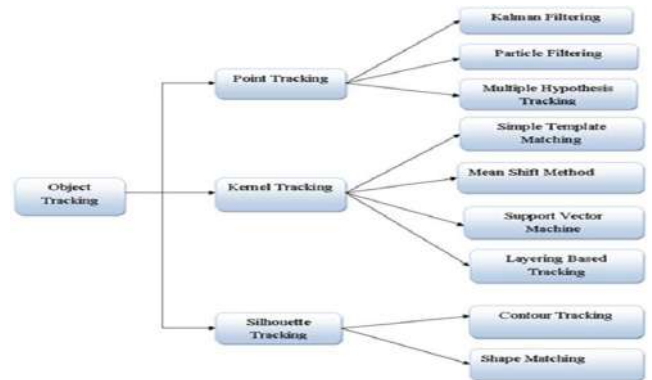 Object
Tracking
Point Tracking
Kalman Filtering
Particle Filtering
Multiple Hypothesis
Tracking
Kernel Tracking
Simple Template
Matching
Mean Shift Method
Support Vector
Machine
Layering Based
Tracking
Silhouette
Tracking
Contour Tracking
Shape Matching